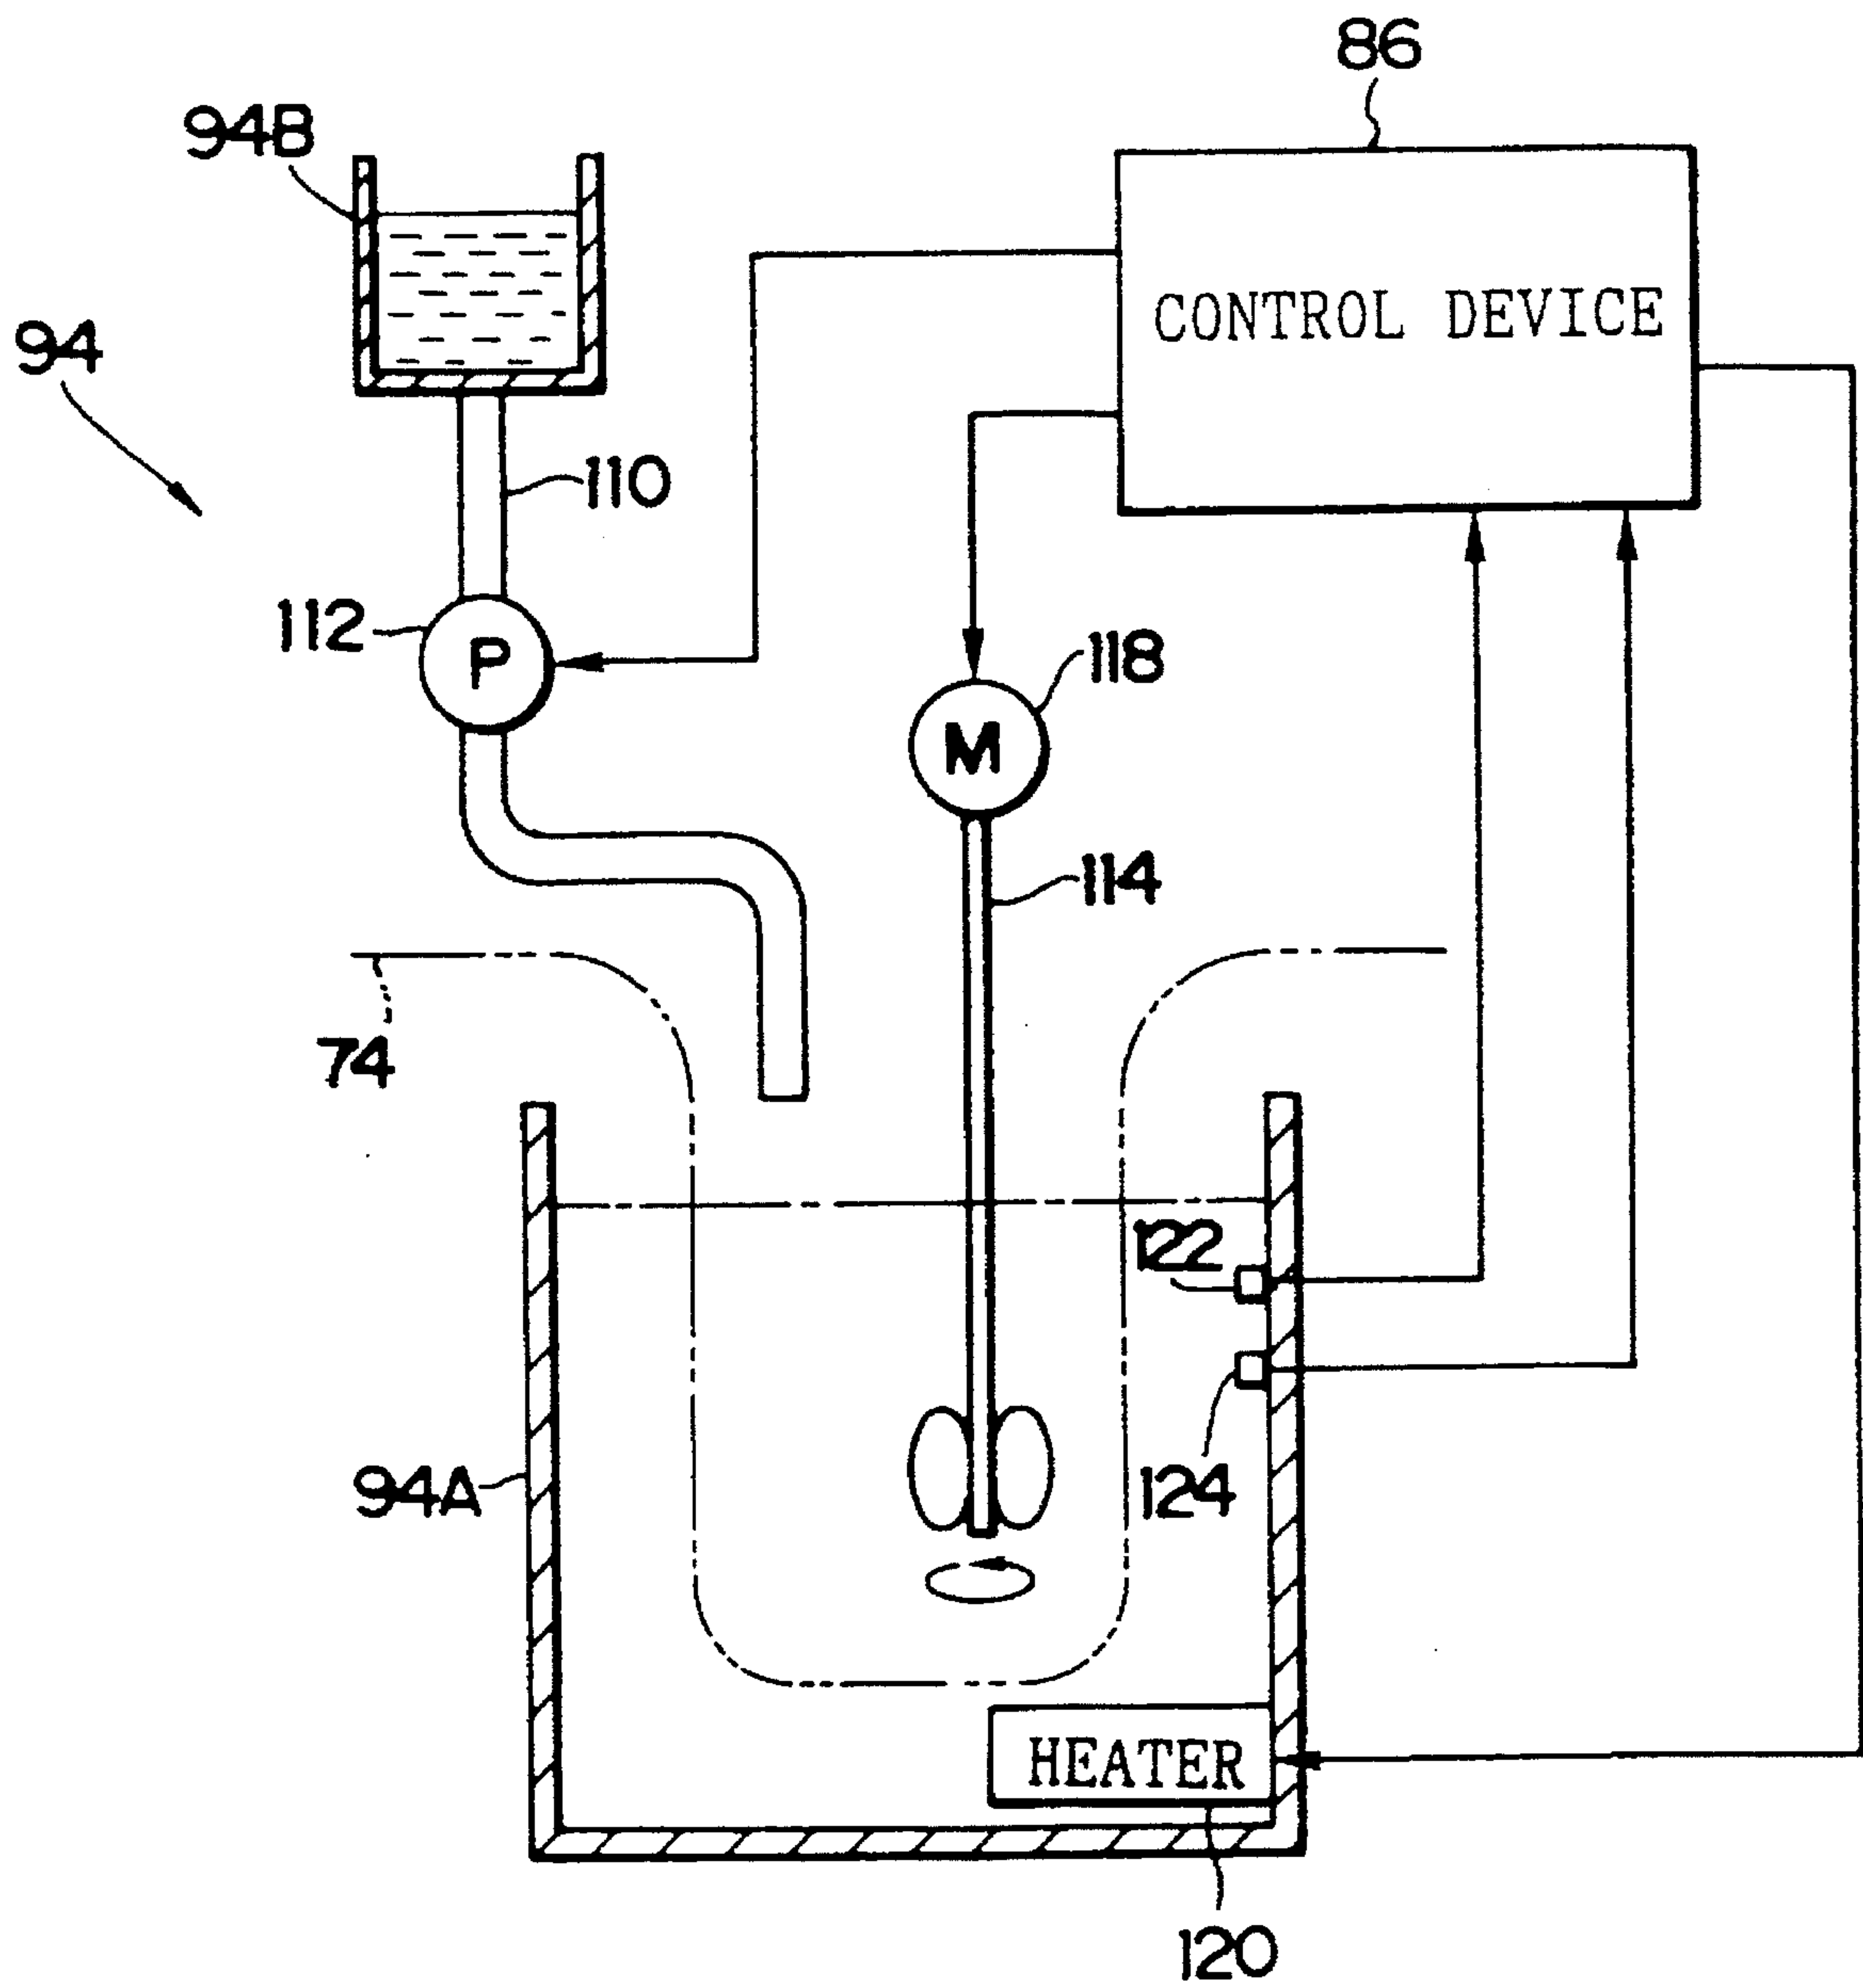 86
94B
CONTROL DEVICE
94
110
112
P
118
M
114
74
122
94A
124
HEATER
120